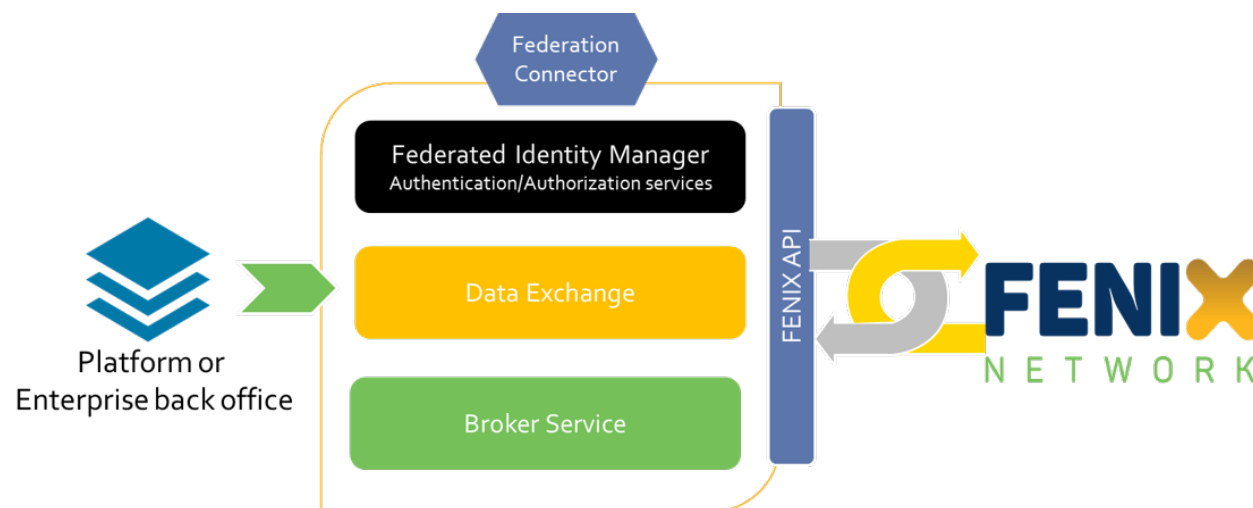 Federation
Connector
Federated Identity Manager
Authentication/Authorization services
Data Exchange
Broker Service
FENIX API
Platform or
Enterprise back office
FENIX
NETWORK